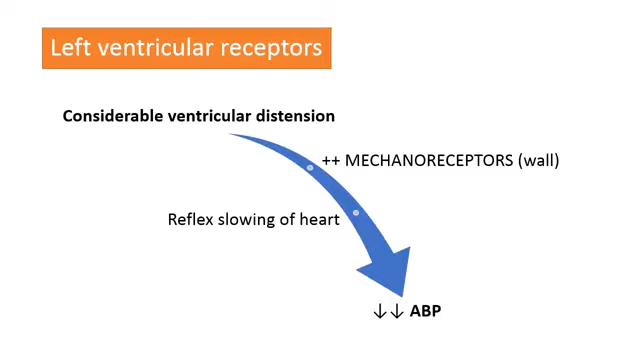 Left ventricular receptors
Considerable ventricular distension
++ MECHANORECEPTORS (wall)
Reflex slowing of heart
↓↓ ABP